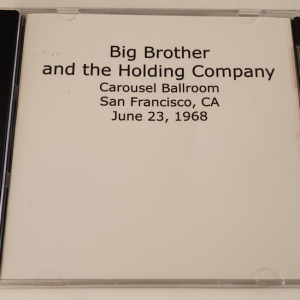 Big Brother
and the Holding Company
Carousel Ballroom
San Francisco, CA
June 23, 1968